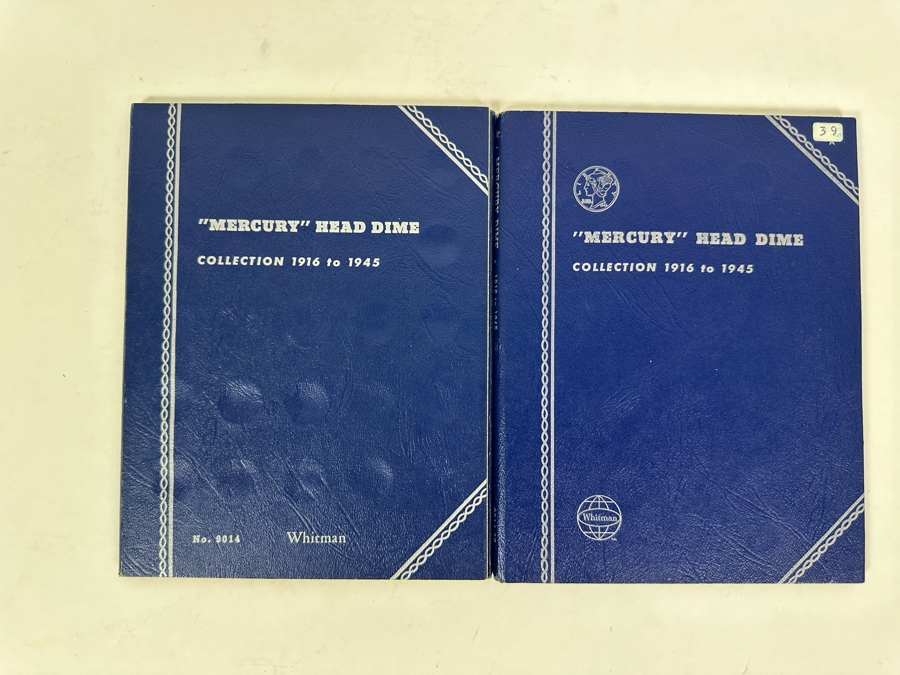 "MERCURY" HEAD DIME
COLLECTION 1916 to 1945
No. 9014 Whitman
39
"MERCURY" HEAD DIME
COLLECTION 1916 to 1945
Whitman